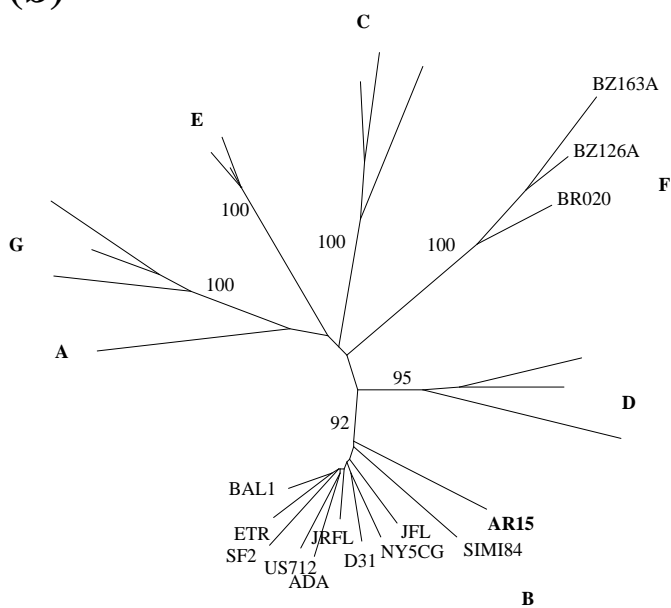 (b)
C
BZ163A
E
BZ126A
F
BR020
100
G
100
100
100
A
95
D
92
BAL1
AR15
ETR
JRFL
JFL
SF2
NY5CG
SIMI84
D31
US712
ADA
B